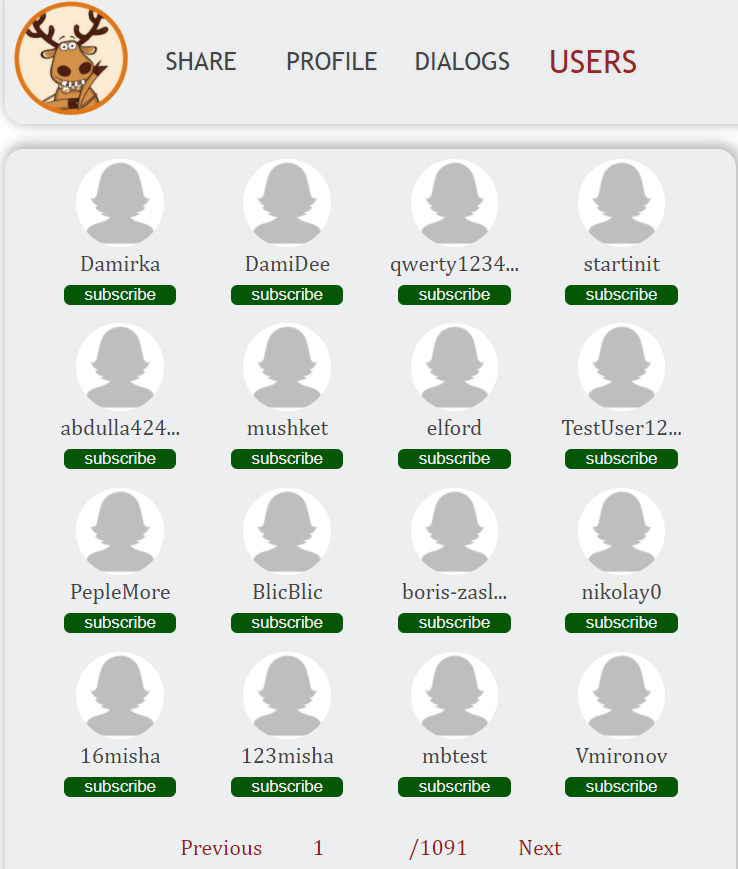 SHARE PROFILE DIALOGS USERS
Damirka DamiDee qwerty1234... startinit
subscribe subscribe subscribe subscribe
abdulla424... mushket elford TestUser12...
subscribe subscribe subscribe subscribe
PepleMore BlicBlic boris-zasl... nikolay0
subscribe subscribe subscribe subscribe
16misha 123misha mbtest Vmironov
subscribe subscribe subscribe subscribe
Previous 1 /1091 Next